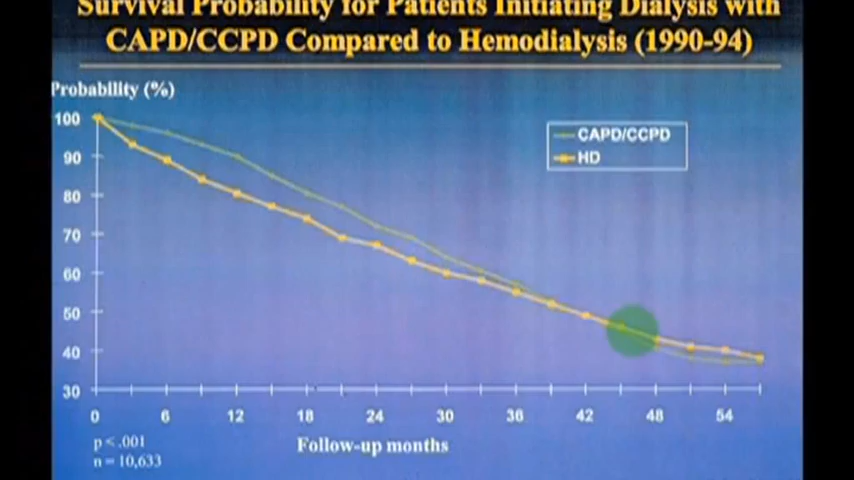 Survival Probability for Patients Initiating Dialysis with
CAPD/CCPD Compared to Hemodialysis (1990-94)
Probability (%)
100
90
80
70
60
50
40
30
CAPD/CCPD
HD
0 6 12 18 24 30 36 42 48 54
p < .001
n = 10,633
Follow-up months